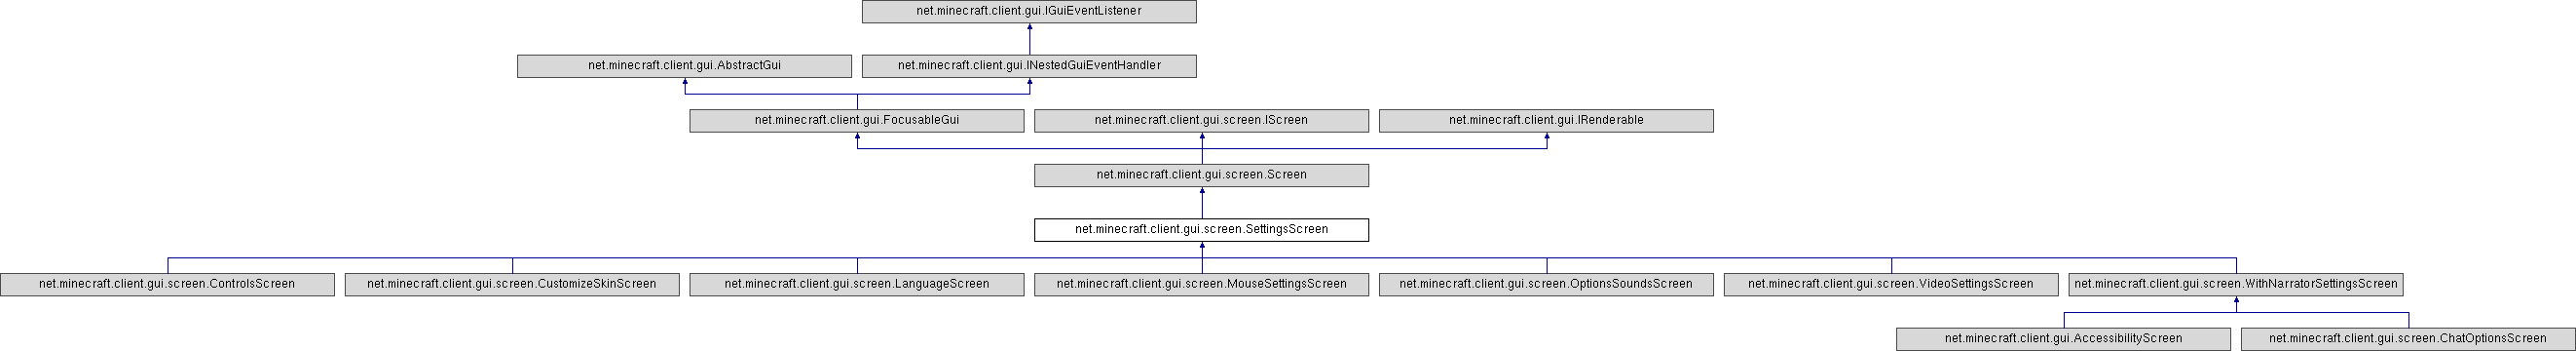 net.minecraft.client.gui.IGuiEventListener
net.minecraft.client.gui.AbstractGui
net.minecraft.client.gui.INestedGuiEventHandler
net.minecraft.client.gui.FocusableGui
net.minecraft.client.gui.screen.IScreen
net.minecraft.client.gui.IRenderable
net.minecraft.client.gui.screen.Screen
net.minecraft.client.gui.screen.SettingsScreen
net.minecraft.client.gui.screen.ControlsScreen
net.minecraft.client.gui.screen.CustomizeSkinScreen
net.minecraft.client.gui.screen.LanguageScreen
net.minecraft.client.gui.screen.MouseSettingsScreen
net.minecraft.client.gui.screen.OptionsSoundsScreen
net.minecraft.client.gui.screen.VideoSettingsScreen
net.minecraft.client.gui.screen.WithNarratorSettingsScreen
net.minecraft.client.gui.AccessibilityScreen
net.minecraft.client.gui.screen.ChatOptionsScreen